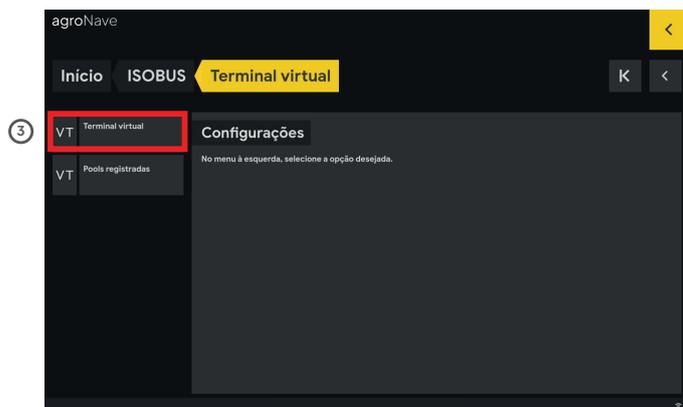 agroNave
Início ISOBUS Terminal virtual K <
3
VT Terminal virtual
VT Pools registradas
Configurações
No menu à esquerda, selecione a opção desejada.